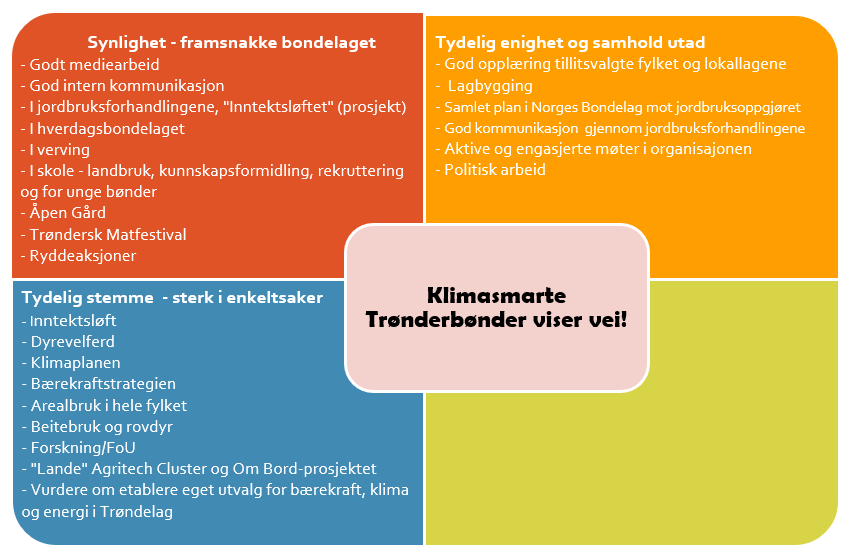 Synlighet - framsnakke bondelaget
- Godt mediearbeid
- God intern kommunikasjon
- I jordbruksforhandlingene, "Inntektsløftet" (prosjekt)
- I hverdagsbondelaget
- I verving
- I skole - landbruk, kunnskapsformidling, rekruttering
og for unge bønder
- Åpen Gård
- Trøndersk Matfestival
- Ryddeaksjoner
Tydelig enighet og samhold utad
- God opplæring tillitsvalgte fylket og lokallagene
- Lagbygging
- Samlet plan i Norges Bondelag mot jordbruksoppgjøret
- God kommunikasjon gjennom jordbruksforhandlingene
- Aktive og engasjerte møter i organisajonen
- Politisk arbeid
Klimasmarte
Trønderbønder viser vei!
Tydelig stemme - sterk i enkeltsaker
- Inntektsløft
- Dyrevelferd
- Klimaplanen
- Bærekraftstrategien
- Arealbruk i hele fylket
- Beitebruk og rovdyr
- Forskning/FoU
- "Lande" Agritech Cluster og Om Bord-prosjektet
- Vurdere om etablere eget utvalg for bærekraft, klima
og energi i Trøndelag